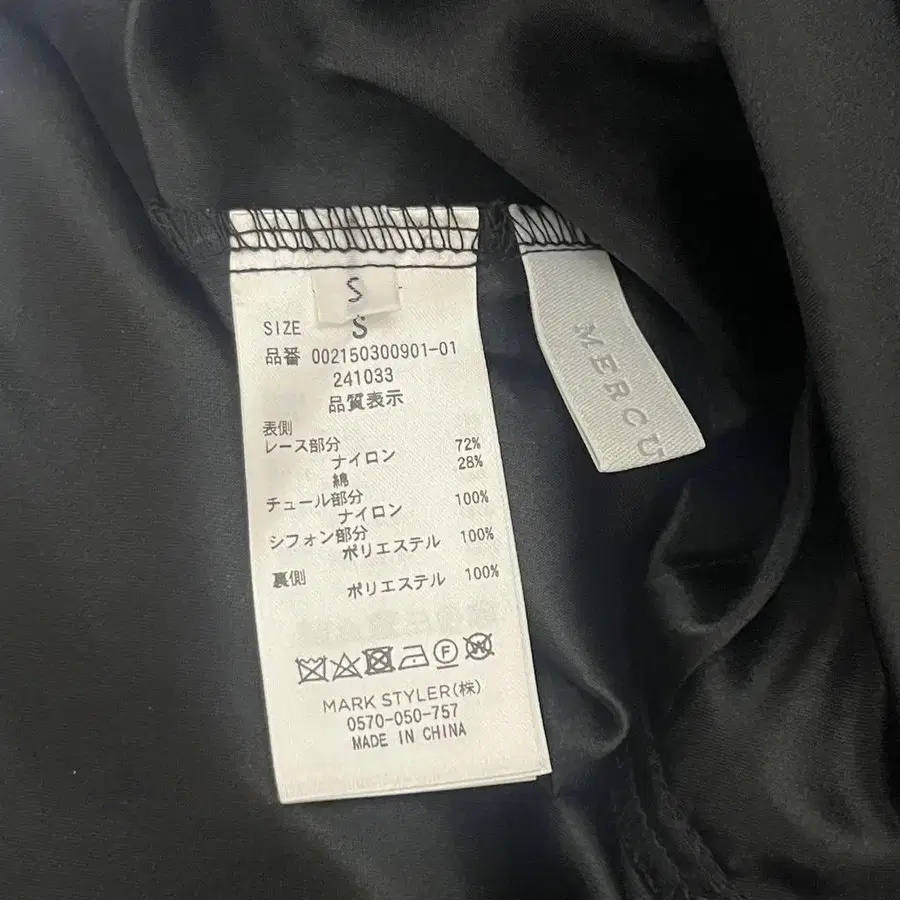 S
SIZE S
品番 002150300901-01
241033
品質表示
表側
レース部分
ナイロン 72%
綿 28%
チュール部分
ナイロン 100%
シフォン部分
ポリエステル 100%
裏側
ポリエステル 100%
F
W
MARK STYLER(株)
0570-050-757
MADE IN CHINA
MERCU